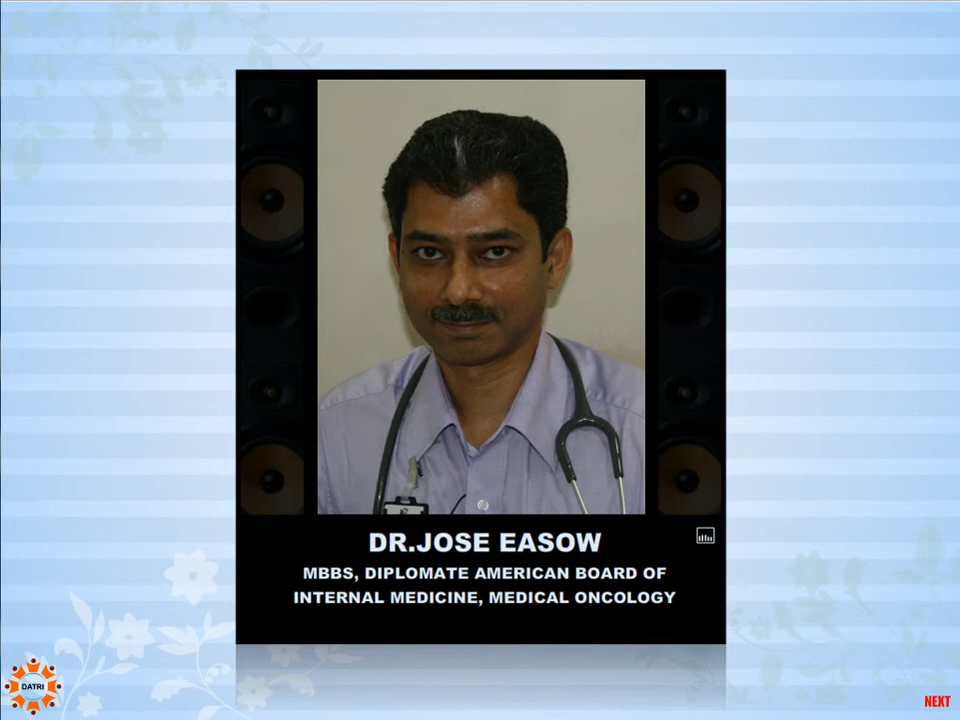 DR.JOSE EASOW
MBBS, DIPLOMATE AMERICAN BOARD OF
INTERNAL MEDICINE, MEDICAL ONCOLOGY
DATRI
NEXT